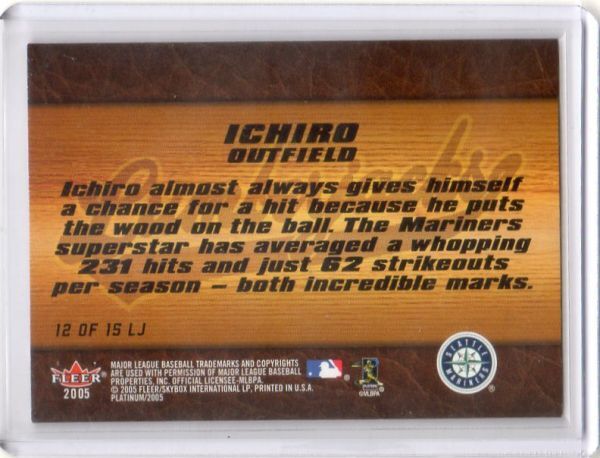 ICHIRO
OUTFIELD
Ichiro almost always gives himself
a chance for a hit because he puts
the wood on the ball. The Mariners
superstar has averaged a whopping
231 hits and just 62 strikeouts
per season – both incredible marks.
12 OF 15 LJ
FLEER
2005
MAJOR LEAGUE BASEBALL TRADEMARKS AND COPYRIGHTS
ARE USED WITH PERMISSION OF MAJOR LEAGUE BASEBALL
PROPERTIES, INC. OFFICIAL LICENSEE-MLBPA.
© 2005 FLEER/SKYBOX INTERNATIONAL LP, PRINTED IN U.S.A.
PLATINUM/2005
©MLBPA
SEATTLE
MARINERS
®